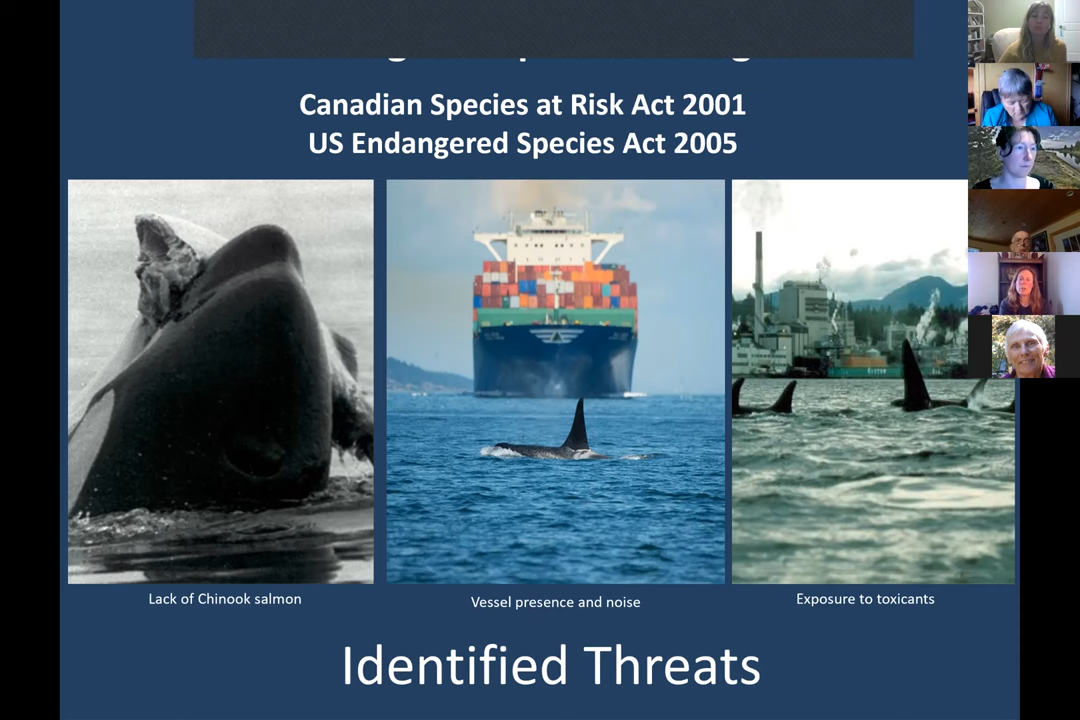 Canadian Species at Risk Act 2001
US Endangered Species Act 2005
Lack of Chinook salmon
Vessel presence and noise
Exposure to toxicants
Identified Threats